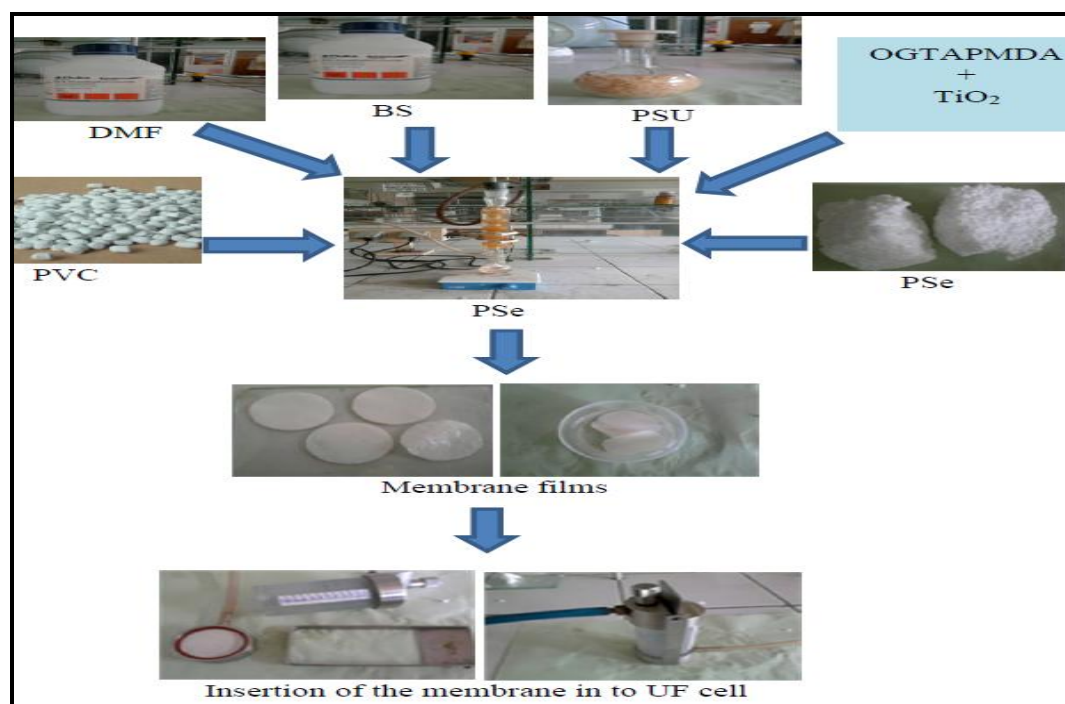 DMF
BS
PSU
OGTAPMDA
+
TiO₂
PVC
PSe
PSe
Membrane films
Insertion of the membrane in to UF cell